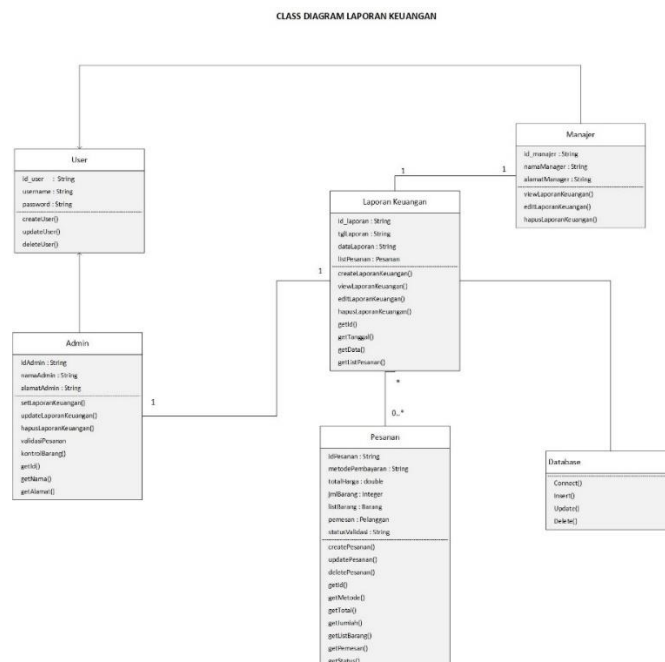 CLASS DIAGRAM LAPORAN KEUANGAN
User
id_user : String
username : String
password : String
createUser()
updateUser()
deleteUser()
Manajer
id_manajer : String
namaManager : String
alamatManager : String
viewLaporanKeuangan()
editLaporanKeuangan()
hapusLaporanKeuangan()
1
1
Laporan Keuangan
id_laporan : String
tglLaporan : String
dataLaporan : String
listPesanan : Pesanan
createLaporanKeuangan()
viewLaporanKeuangan()
editLaporanKeuangan()
hapusLaporanKeuangan()
getId()
getTanggal()
getData()
getListPesanan()
1
Admin
idAdmin : String
namaAdmin : String
alamatAdmin : String
setLaporanKeuangan()
updateLaporanKeuangan()
hapusLaporanKeuangan()
validasiPesanan
kontrolBarang()
getId()
getNama()
getAlamat()
1
*
0..*
Pesanan
idPesanan : String
metodePembayaran : String
totalHarga : double
jmlBarang : Integer
listBarang : Barang
pemesan : Pelanggan
statusValidasi : String
createPesanan()
updatePesanan()
deletePesanan()
getId()
getMetode()
getTotal()
getJumlah()
getListBarang()
getPemesan()
getStatus()
Database
Connect()
Insert()
Update()
Delete()